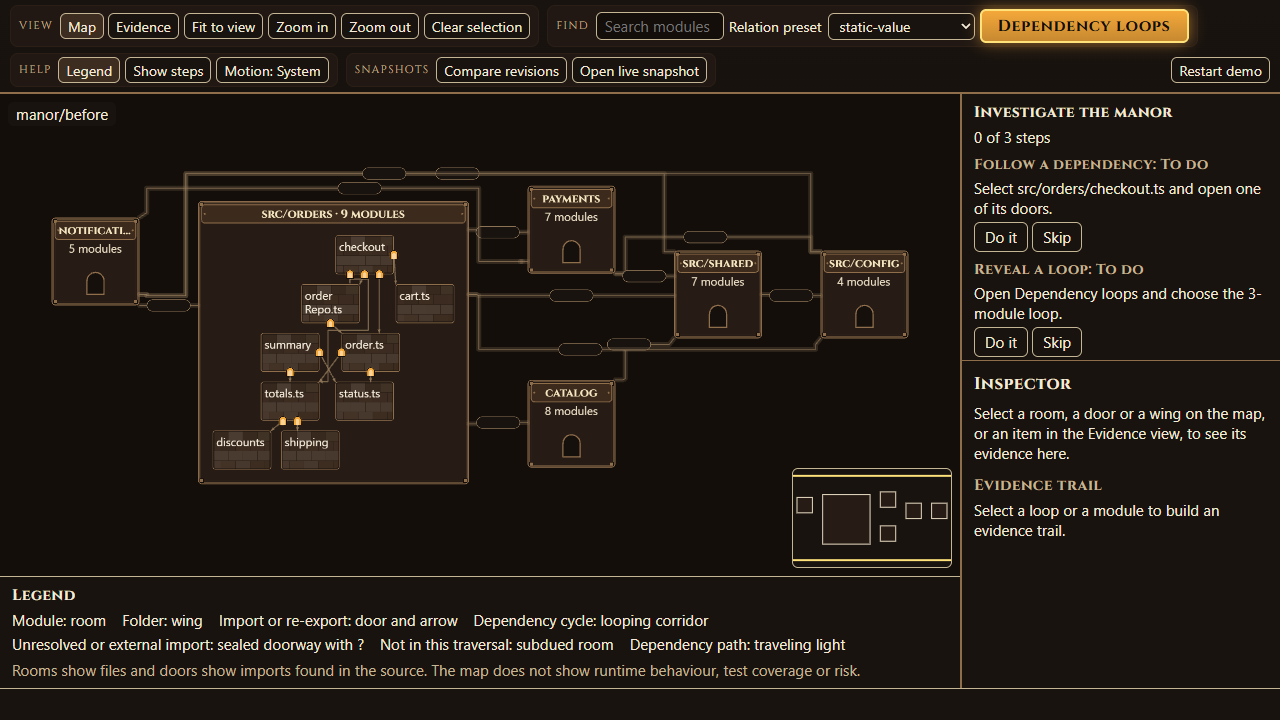 VIEW Map Evidence Fit to view Zoom in Zoom out Clear selection FIND Search modules Relation preset static-value Dependency loops
HELP Legend Show steps Motion: System SNAPSHOTS Compare revisions Open live snapshot Restart demo
manor/before
NOTIFICATI…
5 modules
SRC/ORDERS · 9 MODULES
checkout
order
Repo.ts
cart.ts
summary
order.ts
totals.ts
status.ts
discounts
shipping
PAYMENTS
7 modules
SRC/SHARED
7 modules
SRC/CONFIG
4 modules
CATALOG
8 modules
Investigate the manor
0 of 3 steps
Follow a dependency: To do
Select src/orders/checkout.ts and open one
of its doors.
Do it Skip
Reveal a loop: To do
Open Dependency loops and choose the 3-
module loop.
Do it Skip
Inspector
Select a room, a door or a wing on the map,
or an item in the Evidence view, to see its
evidence here.
Evidence trail
Select a loop or a module to build an
evidence trail.
Legend
Module: room Folder: wing Import or re-export: door and arrow Dependency cycle: looping corridor
Unresolved or external import: sealed doorway with ? Not in this traversal: subdued room Dependency path: traveling light
Rooms show files and doors show imports found in the source. The map does not show runtime behaviour, test coverage or risk.